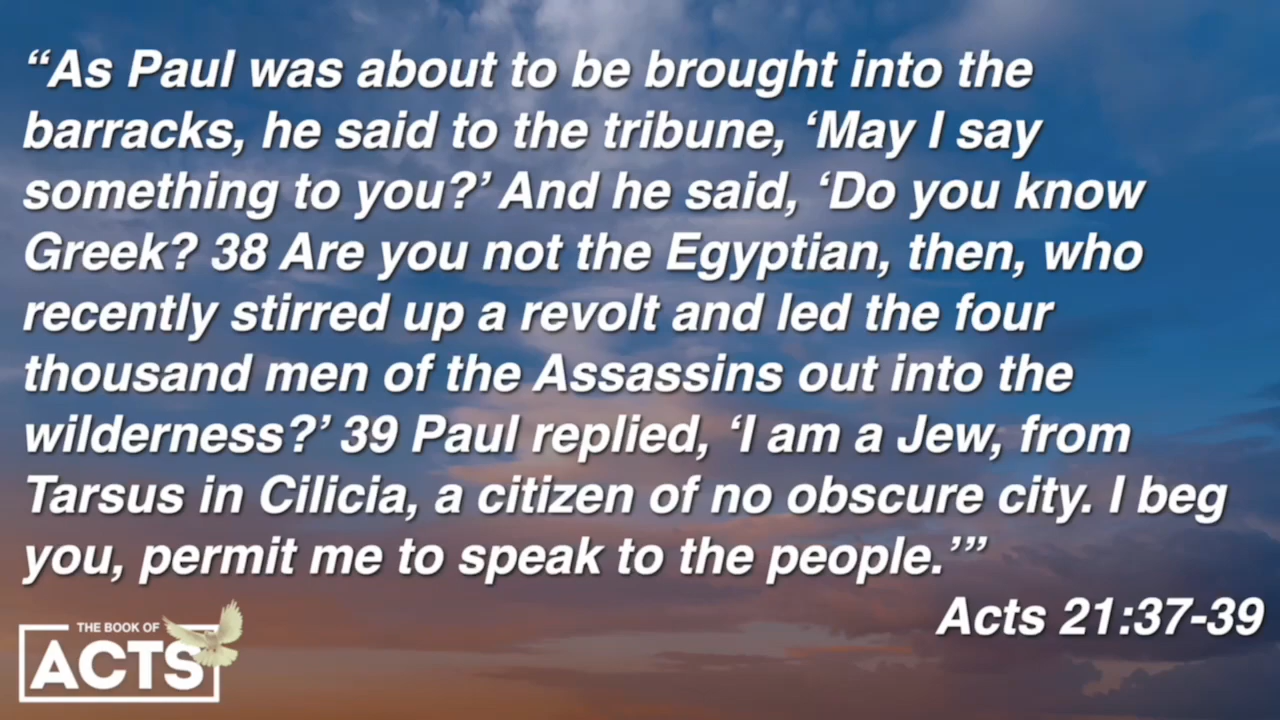 “As Paul was about to be brought into the
barracks, he said to the tribune, ‘May I say
something to you?’ And he said, ‘Do you know
Greek? 38 Are you not the Egyptian, then, who
recently stirred up a revolt and led the four
thousand men of the Assassins out into the
wilderness?’ 39 Paul replied, ‘I am a Jew, from
Tarsus in Cilicia, a citizen of no obscure city. I beg
you, permit me to speak to the people.’”
Acts 21:37-39
THE BOOK OF
ACTS